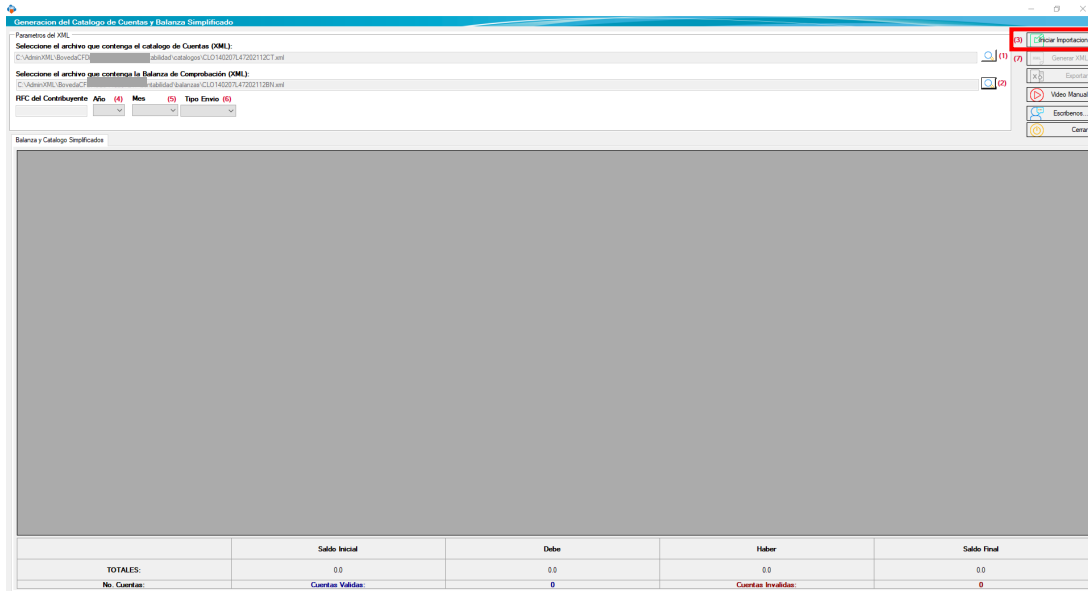 Generacion del Catalogo de Cuentas y Balanza Simplificado
Parametros del XML
Seleccione el archivo que contenga el catalogo de Cuentas (XML):
C:\AdminXML\BovedaCFDi abilidad\catalogos\CLO140207L47202112CT.xml
(1)
Seleccione el archivo que contenga la Balanza de Comprobación (XML):
C:\AdminXML\BovedaCF ntabilidad\balanzas\CLO140207L47202112BN.xml
(2)
RFC del Contribuyente Año (4) Mes (5) Tipo Envio (6)
(3) Iniciar Importacion
(7) Generar XML
Exportar
Video Manual
Escribenos...
Cerrar
Balanza y Catalogo Simplificados
Saldo Inicial Debe Haber Saldo Final
TOTALES: 0.0 0.0 0.0 0.0
No. Cuentas: Cuentas Validas: 0 Cuentas Invalidas: 0